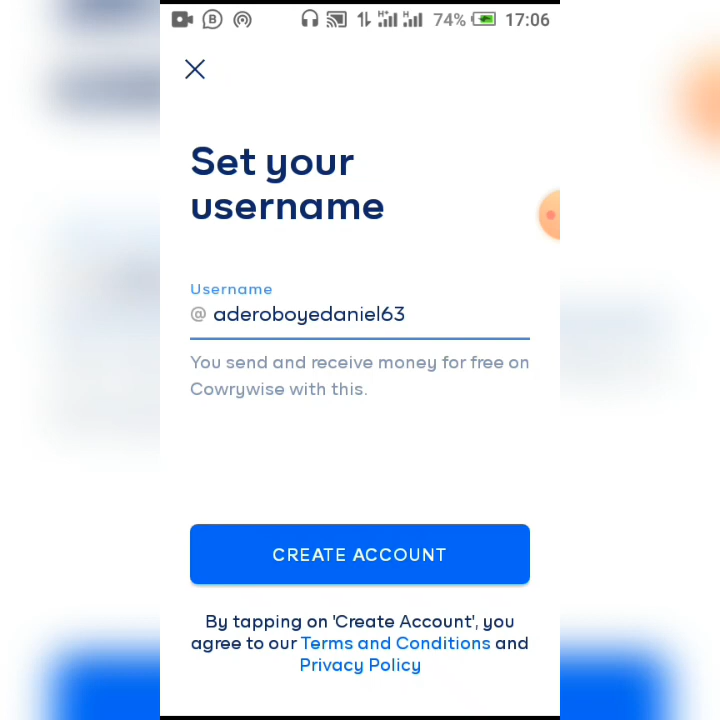 74% 17:06
Set your
username
Username
@ aderoboyedaniel63
You send and receive money for free on
Cowrywise with this.
CREATE ACCOUNT
By tapping on 'Create Account', you
agree to our Terms and Conditions and
Privacy Policy